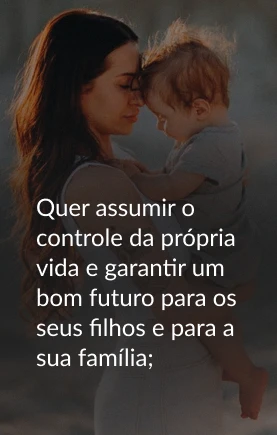 Quer assumir o
controle da própria
vida e garantir um
bom futuro para os
seus filhos e para a
sua família;